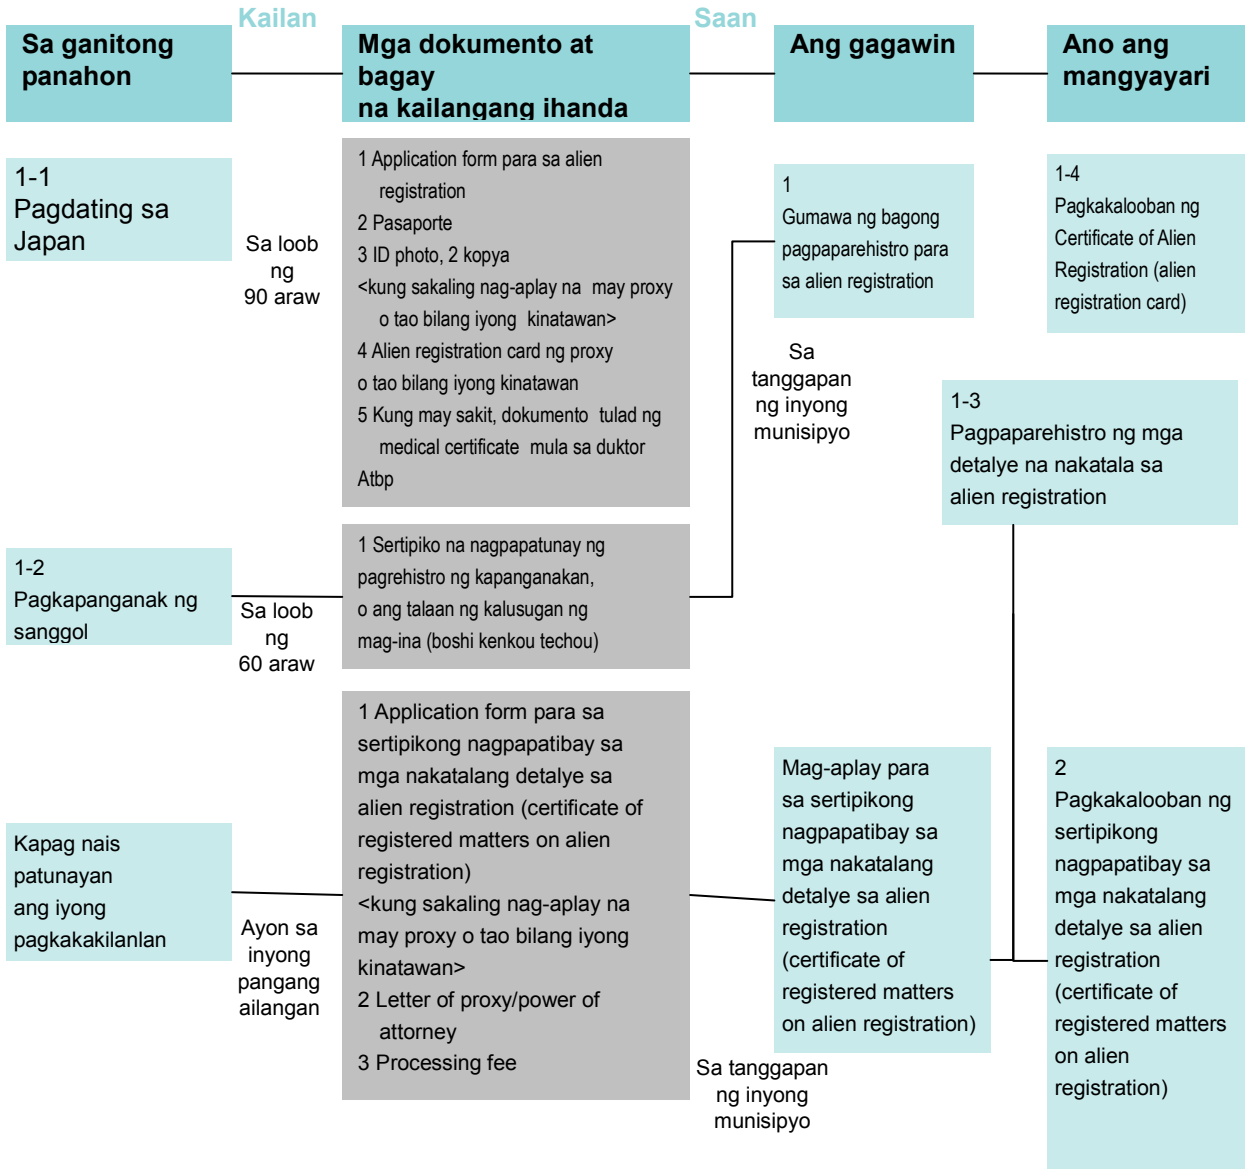 Kailan
Saan
Sa ganitong
panahon
Mga dokumento at
bagay
na kailangang ihanda
Ang gagawin
Ano ang
mangyayari
1-1
Pagdating sa
Japan
Sa loob
ng
90 araw
1 Application form para sa alien
registration
2 Pasaporte
3 ID photo, 2 kopya
<kung sakaling nag-aplay na may proxy
o tao bilang iyong kinatawan>
4 Alien registration card ng proxy
o tao bilang iyong kinatawan
5 Kung may sakit, dokumento tulad ng
medical certificate mula sa duktor
Atbp
1
Gumawa ng bagong
pagpaparehistro para
sa alien registration
1-4
Pagkakalooban ng
Certificate of Alien
Registration (alien
registration card)
Sa
tanggapan
ng inyong
munisipyo
1-3
Pagpaparehistro ng mga
detalye na nakatala sa
alien registration
1-2
Pagkapanganak ng
sanggol
Sa loob
ng
60 araw
1 Sertipiko na nagpapatunay ng
pagrehistro ng kapanganakan,
o ang talaan ng kalusugan ng
mag-ina (boshi kenkou techou)
Kapag nais
patunayan
ang iyong
pagkakakilanlan
Ayon sa
inyong
pangang
ailangan
1 Application form para sa
sertipikong nagpapatibay sa
mga nakatalang detalye sa
alien registration (certificate of
registered matters on alien
registration)
<kung sakaling nag-aplay na
may proxy o tao bilang iyong
kinatawan>
2 Letter of proxy/power of
attorney
3 Processing fee
Sa tanggapan
ng inyong
munisipyo
Mag-aplay para
sa sertipikong
nagpapatibay sa
mga nakatalang
detalye sa alien
registration
(certificate of
registered matters
on alien registration)
2
Pagkakalooban ng
sertipikong
nagpapatibay sa
mga nakatalang
detalye sa alien
registration
(certificate of
registered matters
on alien
registration)